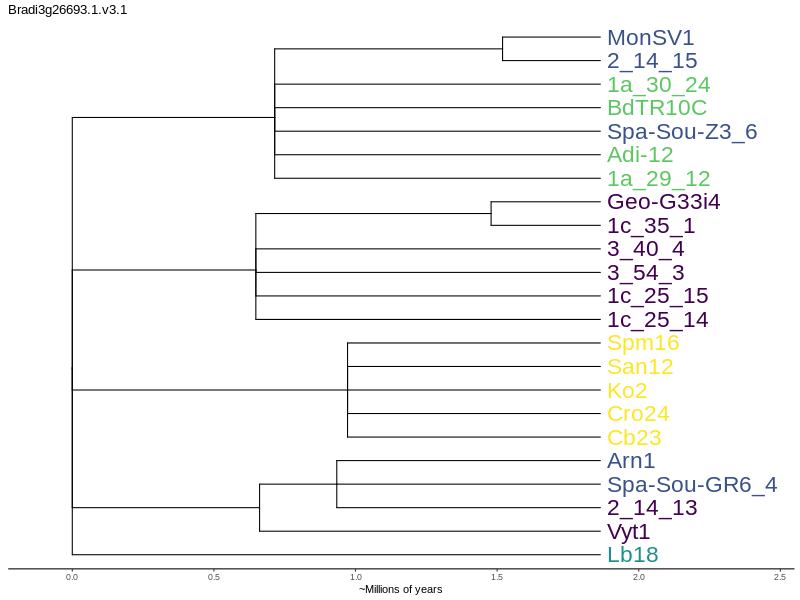 Bradi3g26693.1.v3.1
MonSV1
2_14_15
1a_30_24
BdTR10C
Spa-Sou-Z3_6
Adi-12
1a_29_12
Geo-G33i4
1c_35_1
3_40_4
3_54_3
1c_25_15
1c_25_14
Spm16
San12
Ko2
Cro24
Cb23
Arn1
Spa-Sou-GR6_4
2_14_13
Vyt1
Lb18
0.0 0.5 1.0 1.5 2.0 2.5
~Millions of years